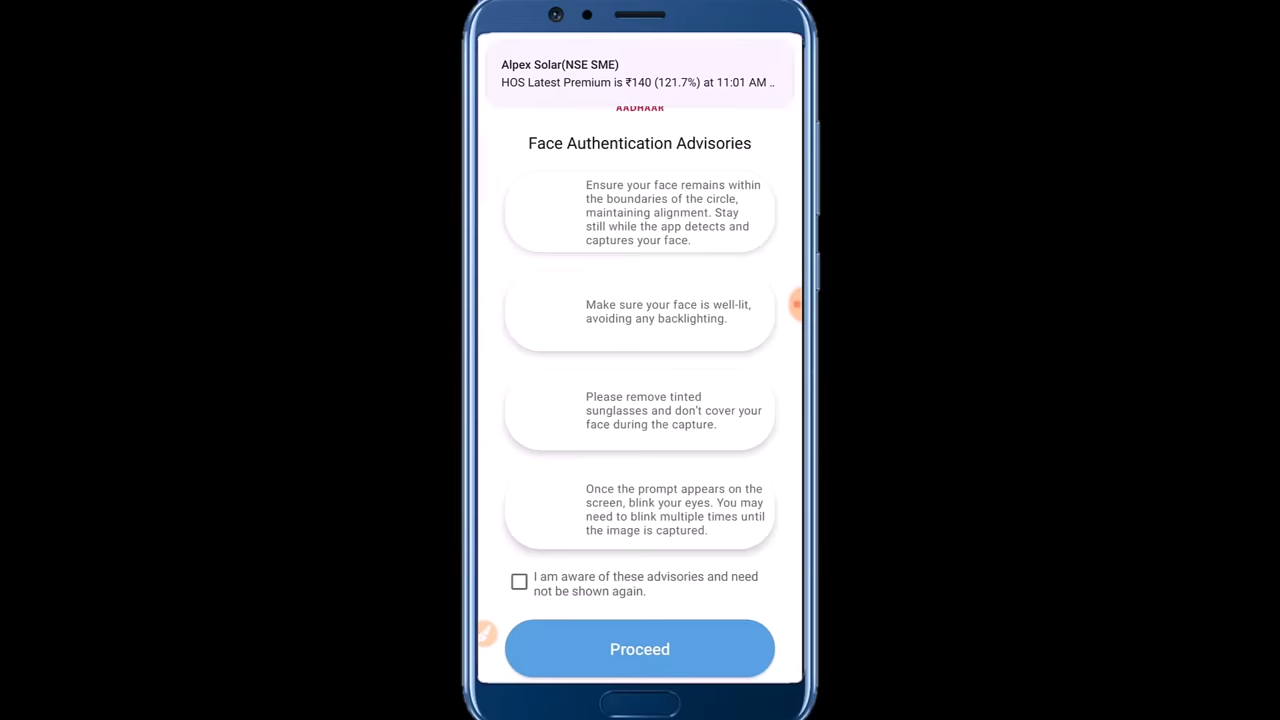 Alpex Solar(NSE SME)
HOS Latest Premium is ₹140 (121.7%) at 11:01 AM ..
AADHAAR
Face Authentication Advisories
Ensure your face remains within
the boundaries of the circle,
maintaining alignment. Stay
still while the app detects and
captures your face.
Make sure your face is well-lit,
avoiding any backlighting.
Please remove tinted
sunglasses and don't cover your
face during the capture.
Once the prompt appears on the
screen, blink your eyes. You may
need to blink multiple times until
the image is captured.
I am aware of these advisories and need
not be shown again.
Proceed